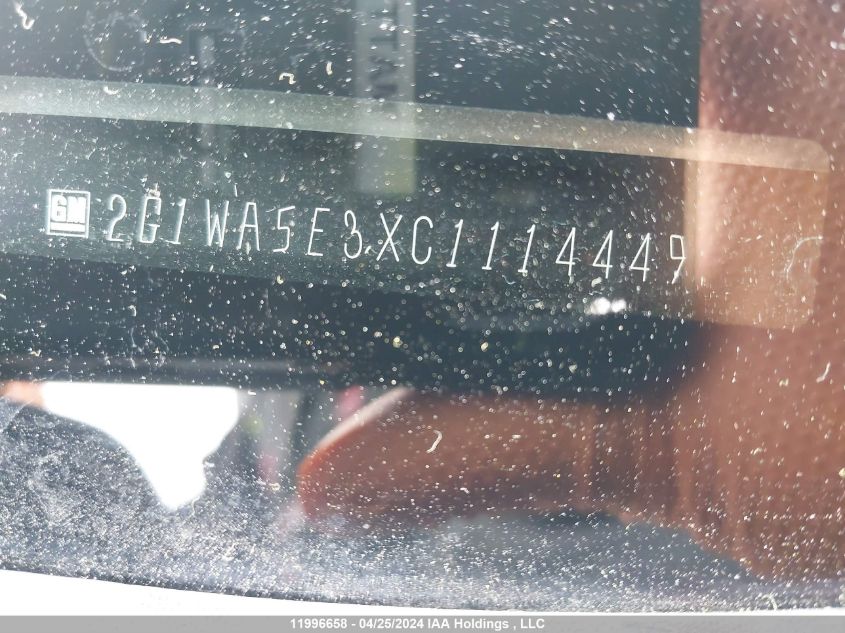 GM 2G1WA5E3XC1114449
11996658 - 04/25/2024 IAA Holdings , LLC